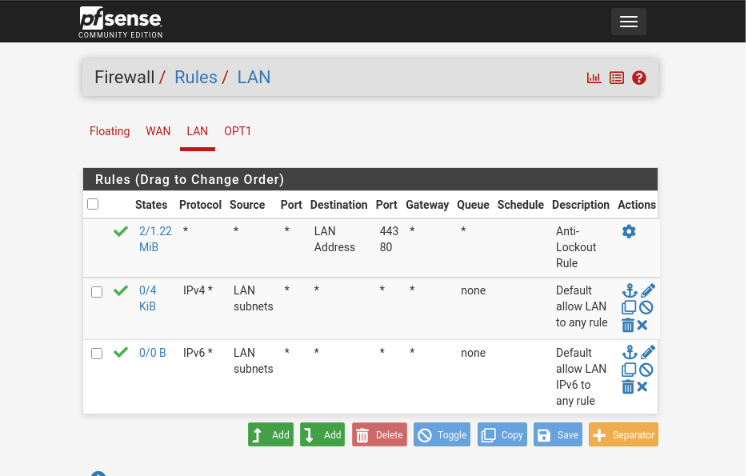 pfsense
COMMUNITY EDITION
Firewall / Rules / LAN
Floating WAN LAN OPT1
Rules (Drag to Change Order)
States Protocol Source Port Destination Port Gateway Queue Schedule Description Actions
2/1.22 * * * LAN 443 * * Anti-
MiB Address 80 Lockout
Rule
0/4 IPv4 * LAN * * * * none Default
KiB subnets allow LAN
to any rule
0/0 B IPv6 * LAN * * * * none Default
subnets allow LAN
IPv6 to
any rule
Add Add Delete Toggle Copy Save Separator